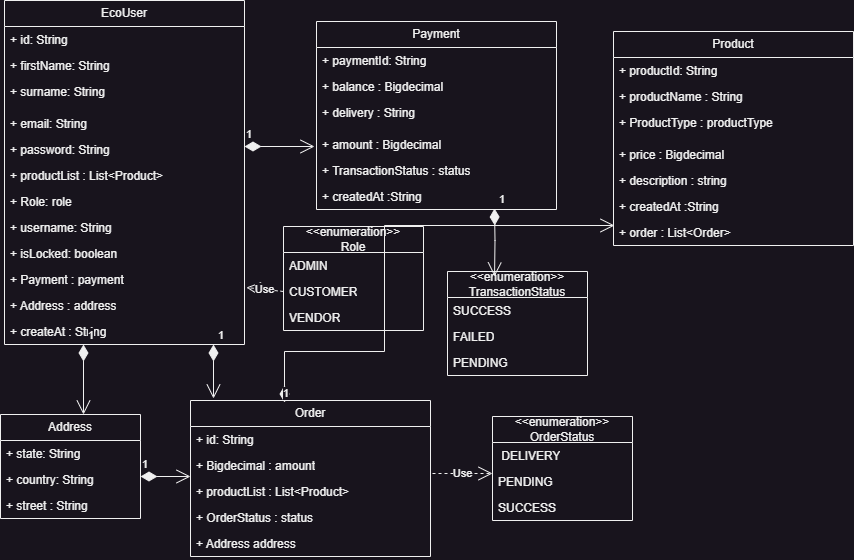 EcoUser
+ id: String
+ firstName: String
+ surname: String
+ email: String
+ password: String
+ productList : List<Product>
+ Role: role
+ username: String
+ isLocked: boolean
+ Payment : payment
+ Address : address
+ createAt : String
1
1
1
Payment
+ paymentId: String
+ balance : Bigdecimal
+ delivery : String
+ amount : Bigdecimal
+ TransactionStatus : status
+ createdAt :String
1
Product
+ productId: String
+ productName : String
+ ProductType : productType
+ price : Bigdecimal
+ description : string
+ createdAt :String
+ order : List<Order>
<<enumeration>>
Role
ADMIN
CUSTOMER
VENDOR
Use
<<enumeration>>
TransactionStatus
SUCCESS
FAILED
PENDING
Address
+ state: String
+ country: String
+ street : String
1
1
Order
+ id: String
+ Bigdecimal : amount
+ productList : List<Product>
+ OrderStatus : status
+ Address address
Use
<<enumeration>>
OrderStatus
DELIVERY
PENDING
SUCCESS